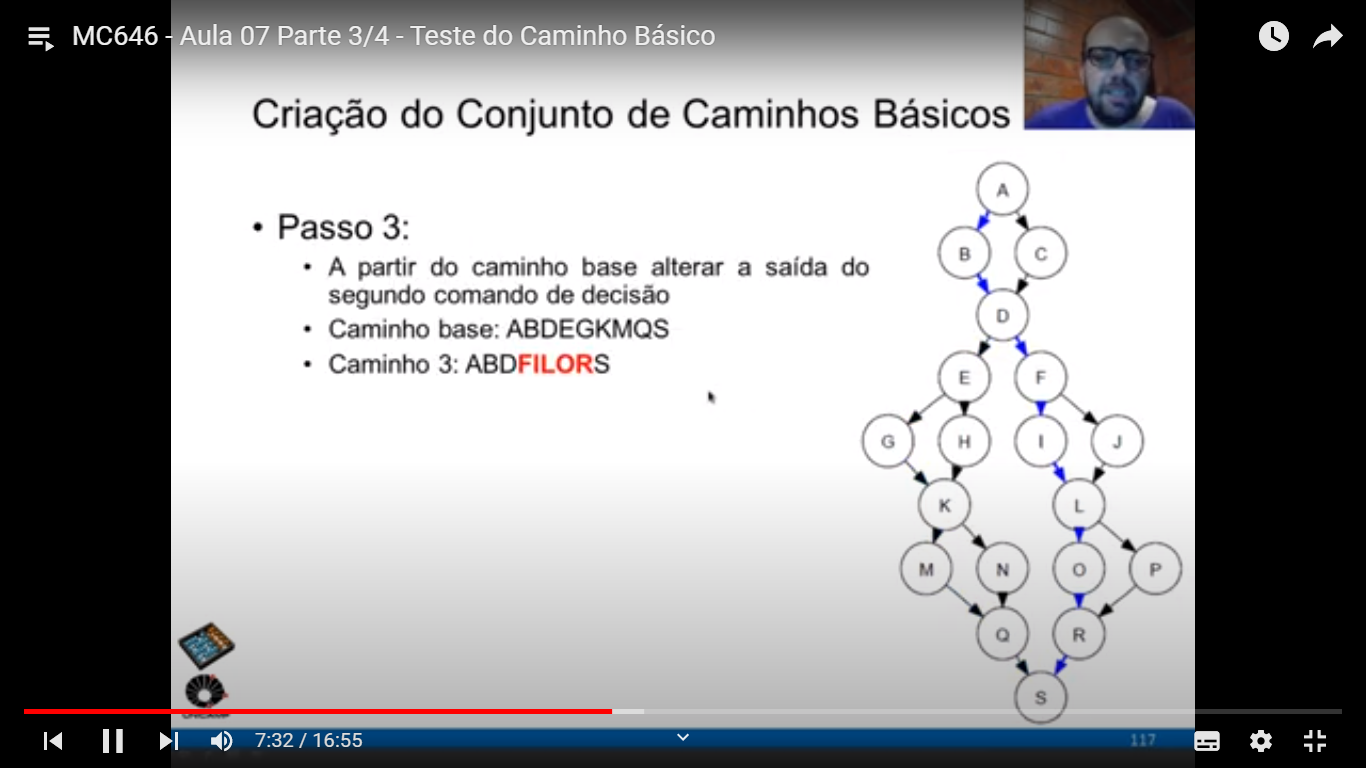 MC646 - Aula 07 Parte 3/4 - Teste do Caminho Básico
Criação do Conjunto de Caminhos Básicos
• Passo 3:
• A partir do caminho base alterar a saída do
segundo comando de decisão
• Caminho base: ABDEGKMQS
• Caminho 3: ABDFILORS
A
B C
D
E F
G H I J
K L
M N O P
Q R
S
UNICAMP
7:32 / 16:55
117